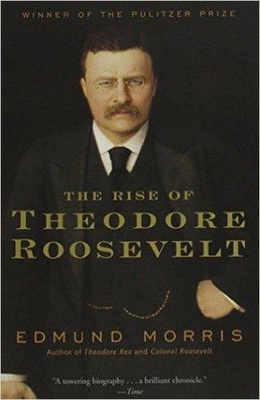 WINNER OF THE PULITZER PRIZE
THE RISE OF
THEODORE
ROOSEVELT
EDMUND MORRIS
Author of Theodore Rex and Colonel Roosevelt
"A towering biography . . . a brilliant chronicle."
—Time